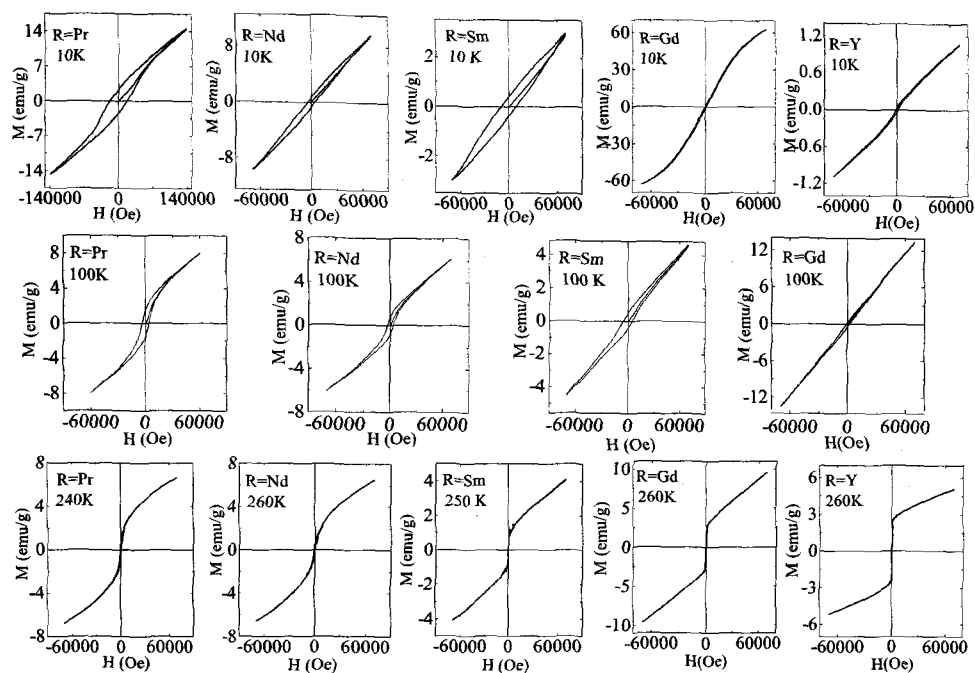 R=Pr
10K
M (emu/g)
14
7
0
-7
-14
-140000 0 140000
H (Oe)
R=Nd
10K
M (emu/g)
8
0
-8
-60000 0 60000
H (Oe)
R=Sm
10 K
M (emu/g)
2
0
-2
-60000 0 60000
H (Oe)
R=Gd
10K
M (emu/g)
60
30
0
-30
-60
-60000 0 60000
H(Oe)
R=Y
10K
M (emu/g)
1.2
0.6
0.0
-0.6
-1.2
-60000 0 60000
H(Oe)
R=Pr
100K
M (emu/g)
8
4
0
-4
-8
-60000 0 60000
H (Oe)
R=Nd
100K
M (emu/g)
8
4
0
-4
-8
-60000 0 60000
H (Oe)
R=Sm
100 K
M (emu/g)
4
2
0
-2
-4
-60000 0 60000
H (Oe)
R=Gd
100K
M (emu/g)
12
6
0
-6
-12
-60000 0 60000
H(Oe)
R=Pr
240K
M (emu/g)
8
4
0
-4
-8
-60000 0 60000
H (Oe)
R=Nd
260K
M (emu/g)
8
4
0
-4
-8
-60000 0 60000
H (Oe)
R=Sm
250 K
M (emu/g)
4
2
0
-2
-4
-60000 0 60000
H (Oe)
R=Gd
260K
M (emu/g)
10
5
0
-5
-10
-60000 0 60000
H(Oe)
R=Y
260K
M (emu/g)
6
3
0
-3
-6
-60000 0 60000
H(Oe)